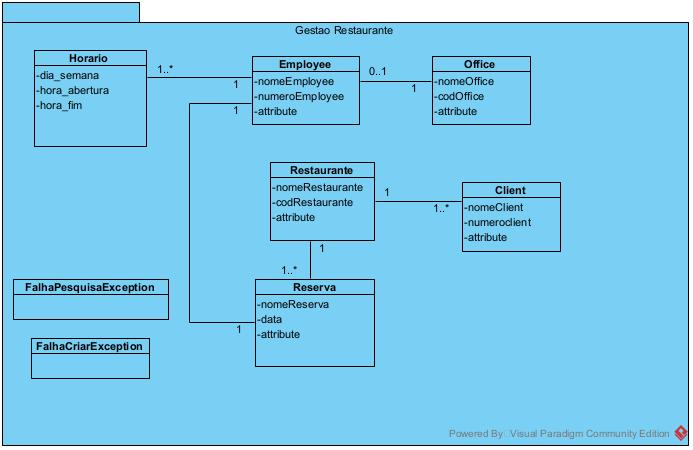 Gestao Restaurante
Horario
-dia_semana
-hora_abertura
-hora_fim
1..*
1
Employee
-nomeEmployee
-numeroEmployee
-attribute
0..1
1
Office
-nomeOffice
-codOffice
-attribute
1
Restaurante
-nomeRestaurante
-codRestaurante
-attribute
1
1..*
Client
-nomeClient
-numeroclient
-attribute
1
1..*
Reserva
-nomeReserva
-data
-attribute
1
FalhaPesquisaException
FalhaCriarException
Powered By Visual Paradigm Community Edition